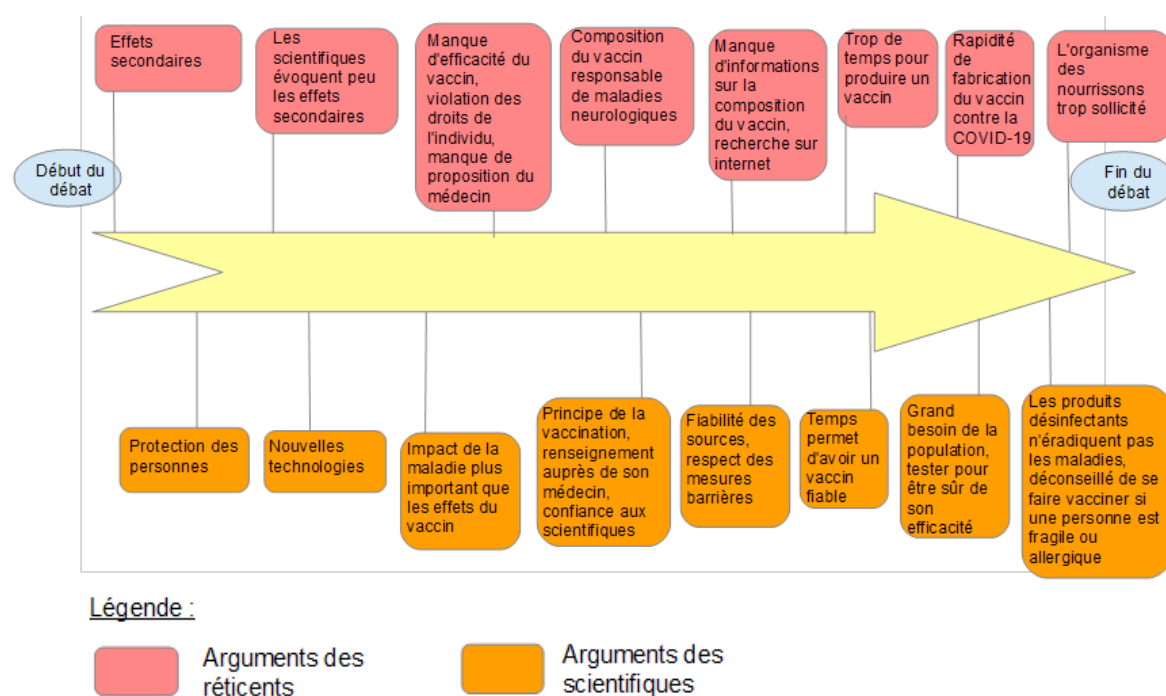 Effets
secondaires
Les
scientifiques
évoquent peu
les effets
secondaires
Manque
d'efficacité du
vaccin,
violation des
droits de
l'individu,
manque de
proposition du
médecin
Composition
du vaccin
responsable
de maladies
neurologiques
Manque
d'informations
sur la
composition
du vaccin,
recherche sur
internet
Trop de
temps pour
produire un
vaccin
Rapidité
de
fabrication
du vaccin
contre la
COVID-19
L'organisme
des
nourrissons
trop sollicité
Début du
débat
Fin du
débat
Protection des
personnes
Nouvelles
technologies
Impact de la
maladie plus
important que
les effets du
vaccin
Principe de la
vaccination,
renseignement
auprès de son
médecin,
confiance aux
scientifiques
Fiabilité des
sources,
respect des
mesures
barrières
Temps
permet
d'avoir un
vaccin
fiable
Grand
besoin de la
population,
tester pour
être sûr de
son
efficacité
Les produits
désinfectants
n'éradiquent pas
les maladies,
déconseillé de se
faire vacciner si
une personne est
fragile ou
allergique
Légende :
Arguments des
réticents
Arguments des
scientifiques